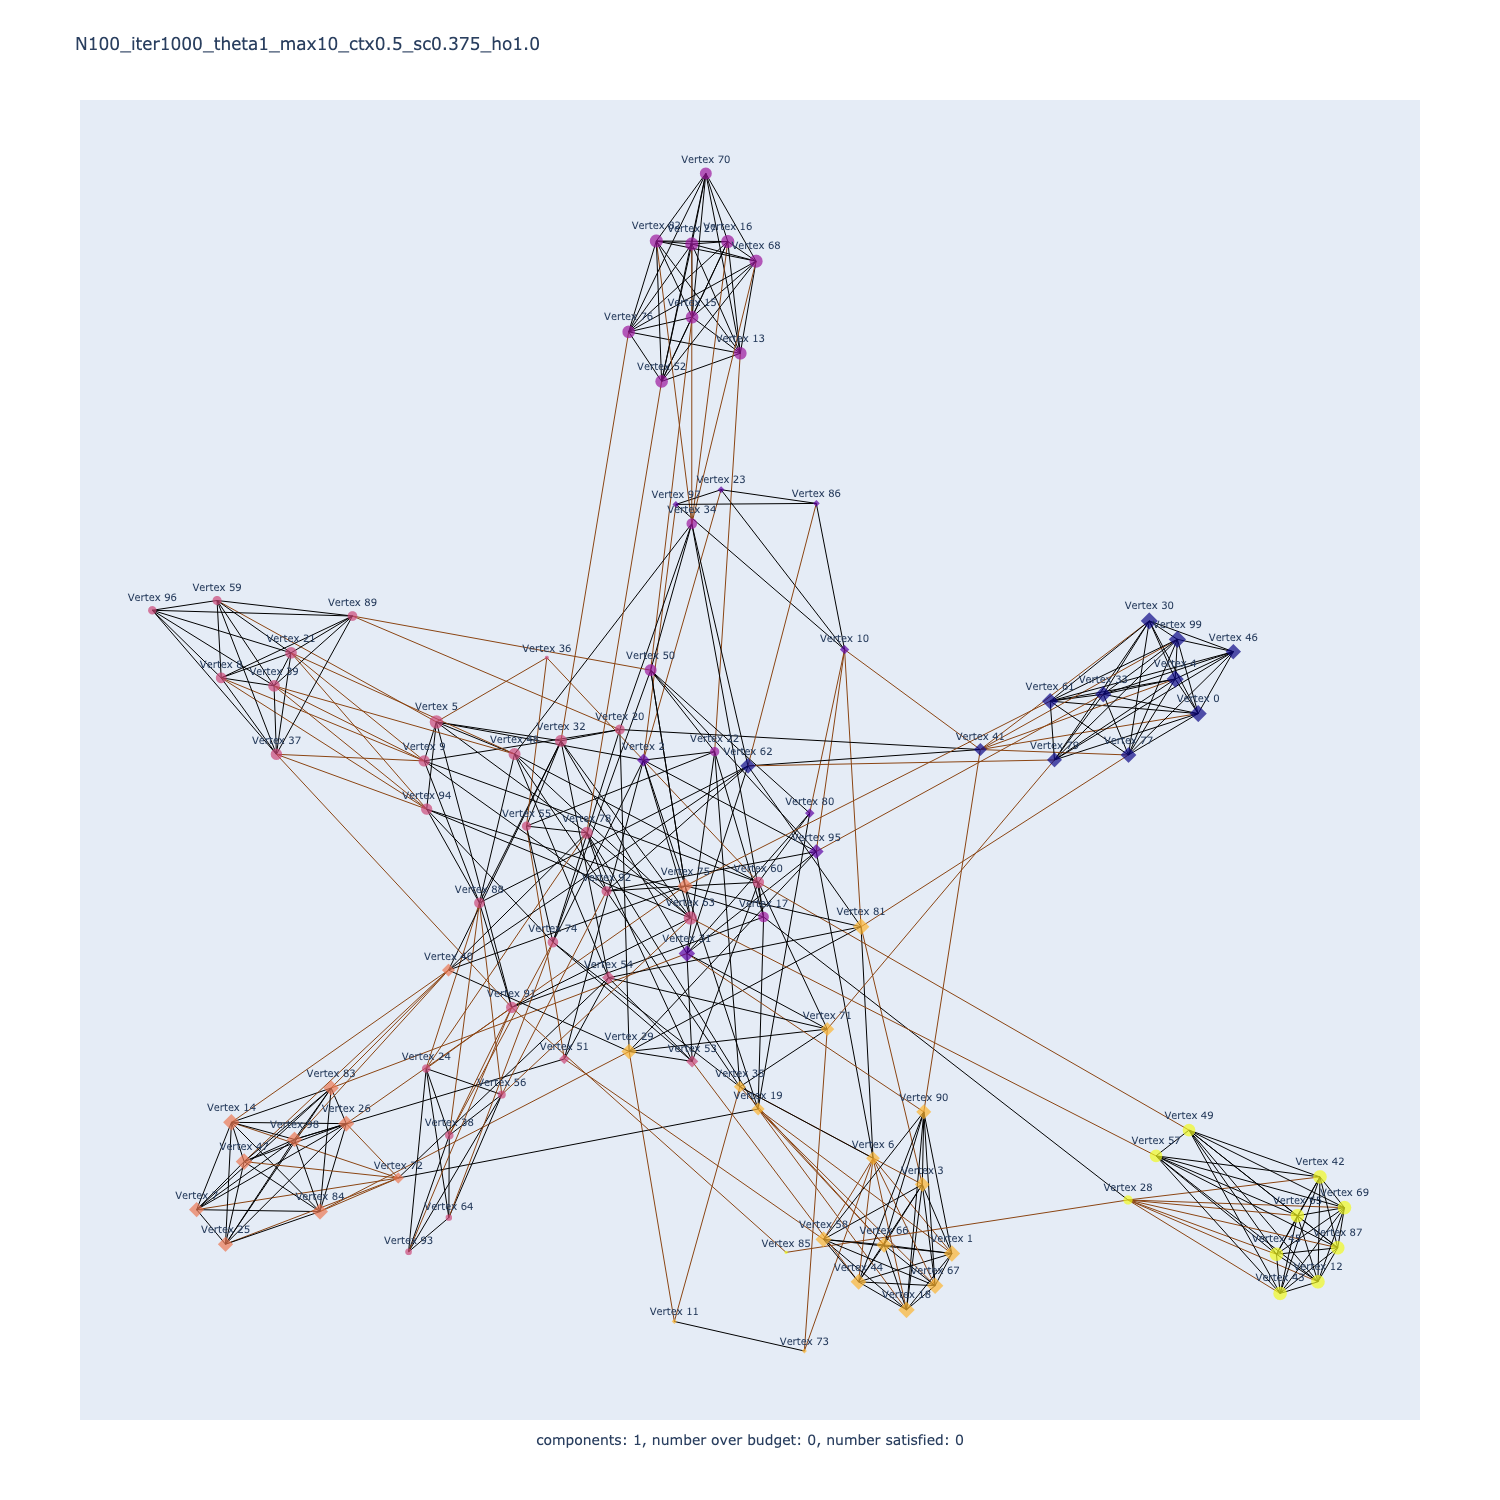 N100_iter1000_theta1_max10_ctx0.5_sc0.375_ho1.0
Vertex 70
Vertex 27
Vertex 16
Vertex 68
Vertex 15
Vertex 76
Vertex 13
Vertex 52
Vertex 23
Vertex 97
Vertex 86
Vertex 34
Vertex 59
Vertex 96
Vertex 89
Vertex 30
Vertex 99
Vertex 46
Vertex 10
Vertex 21
Vertex 36
Vertex 50
Vertex 8
Vertex 39
Vertex 4
Vertex 33
Vertex 61
Vertex 0
Vertex 5
Vertex 20
Vertex 32
Vertex 37
Vertex 9
Vertex 48
Vertex 2
Vertex 22
Vertex 62
Vertex 41
Vertex 79
Vertex 77
Vertex 94
Vertex 80
Vertex 55
Vertex 78
Vertex 95
Vertex 92
Vertex 75
Vertex 60
Vertex 88
Vertex 63
Vertex 17
Vertex 81
Vertex 74
Vertex 31
Vertex 40
Vertex 54
Vertex 91
Vertex 71
Vertex 29
Vertex 51
Vertex 53
Vertex 24
Vertex 83
Vertex 56
Vertex 35
Vertex 19
Vertex 90
Vertex 14
Vertex 26
Vertex 98
Vertex 38
Vertex 49
Vertex 47
Vertex 57
Vertex 6
Vertex 3
Vertex 72
Vertex 42
Vertex 84
Vertex 28
Vertex 69
Vertex 25
Vertex 64
Vertex 58
Vertex 66
Vertex 1
Vertex 85
Vertex 93
Vertex 45
Vertex 87
Vertex 44
Vertex 67
Vertex 12
Vertex 43
Vertex 18
Vertex 11
Vertex 73
components: 1, number over budget: 0, number satisfied: 0